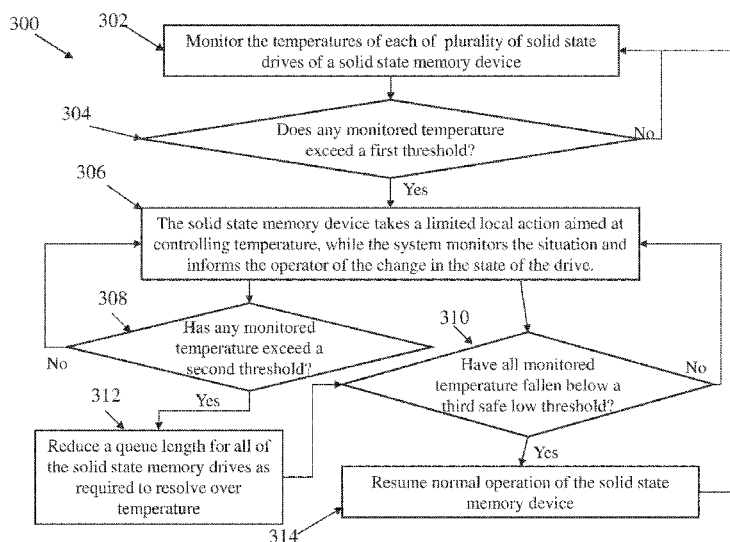 300
302
Monitor the temperatures of each of plurality of solid state
drives of a solid state memory device
304
Does any monitored temperature
exceed a first threshold?
No
Yes
306
The solid state memory device takes a limited local action aimed at
controlling temperature, while the system monitors the situation and
informs the operator of the change in the state of the drive.
308
Has any monitored
temperature exceed a
second threshold?
No
Yes
310
Have all monitored
temperature fallen below a
third safe low threshold?
No
Yes
312
Reduce a queue length for all of
the solid state memory drives as
required to resolve over
temperature
Resume normal operation of the solid state
memory device
314